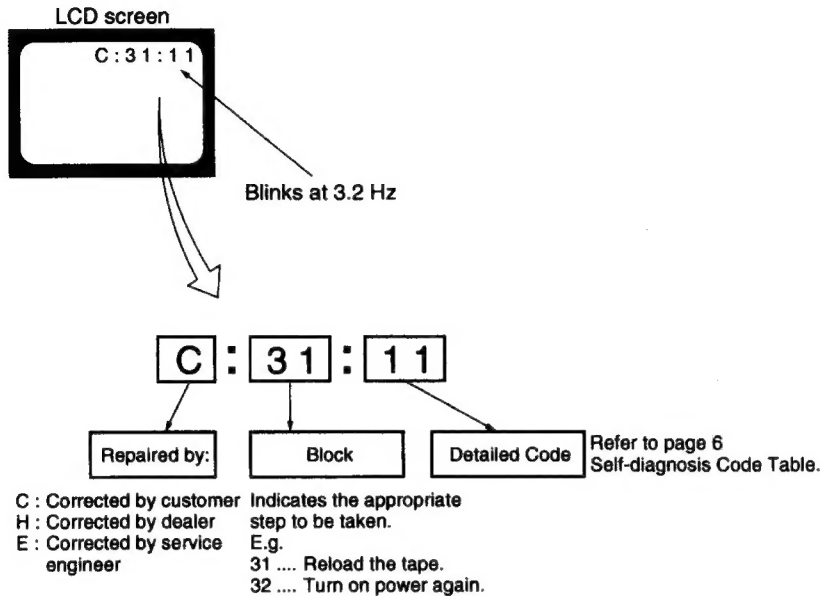 LCD screen
C:31:11
Blinks at 3.2 Hz
C : 31 : 11
Repaired by:
Block
Detailed Code
Refer to page 6
Self-diagnosis Code Table.
C : Corrected by customer
H : Corrected by dealer
E : Corrected by service
engineer
Indicates the appropriate
step to be taken.
E.g.
31 .... Reload the tape.
32 .... Turn on power again.